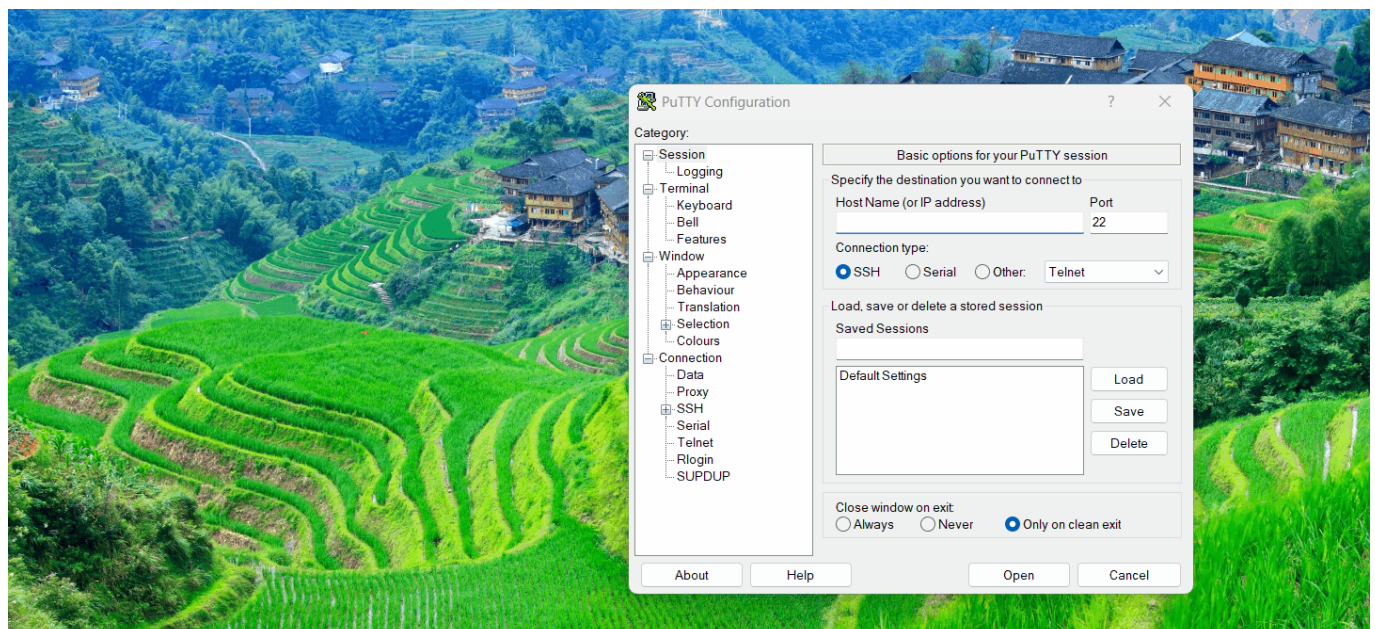 PuTTY Configuration ? ×
Category:
Session
Logging
Terminal
Keyboard
Bell
Features
Window
Appearance
Behaviour
Translation
Selection
Colours
Connection
Data
Proxy
SSH
Serial
Telnet
Rlogin
SUPDUP
Basic options for your PuTTY session
Specify the destination you want to connect to
Host Name (or IP address) Port
22
Connection type:
SSH Serial Other: Telnet
Load, save or delete a stored session
Saved Sessions
Default Settings
Load
Save
Delete
Close window on exit:
Always Never Only on clean exit
About Help Open Cancel